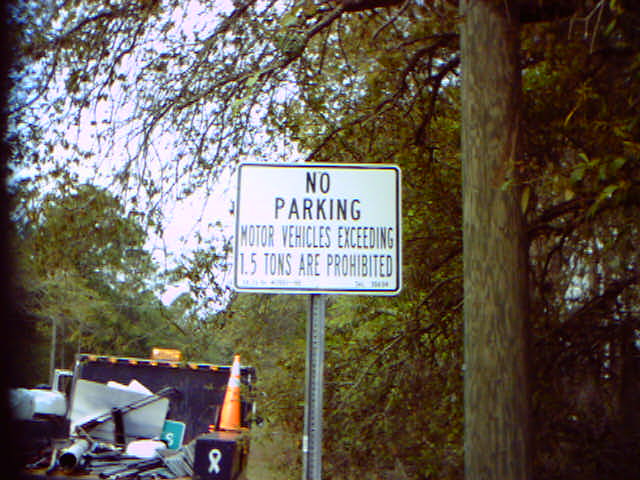 NO
PARKING
MOTOR VEHICLES EXCEEDING
1.5 TONS ARE PROHIBITED
S